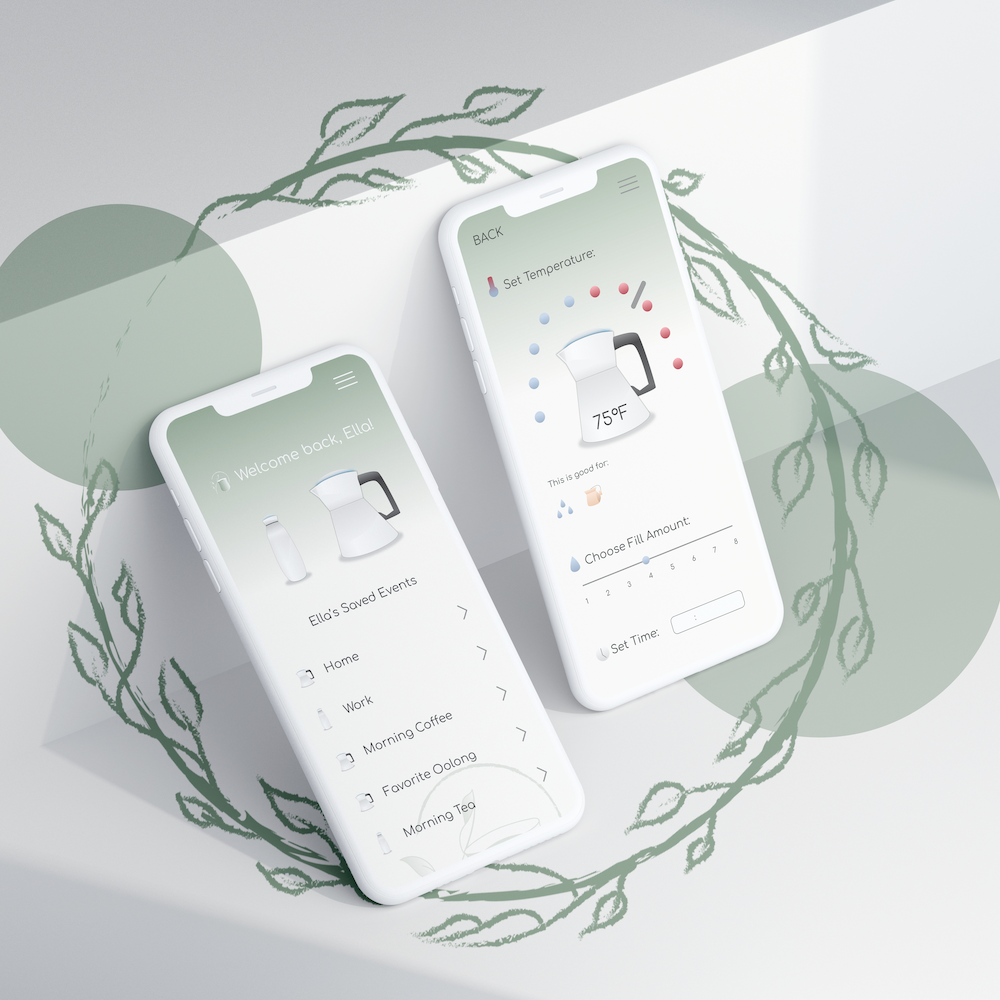 Welcome back, Ella!
Ella's Saved Events
Home
Work
Morning Coffee
Favorite Oolong
Morning Tea
BACK
Set Temperature:
75°F
This is good for:
Choose Fill Amount:
1 2 3 4 5 6 7 8
Set Time:
: